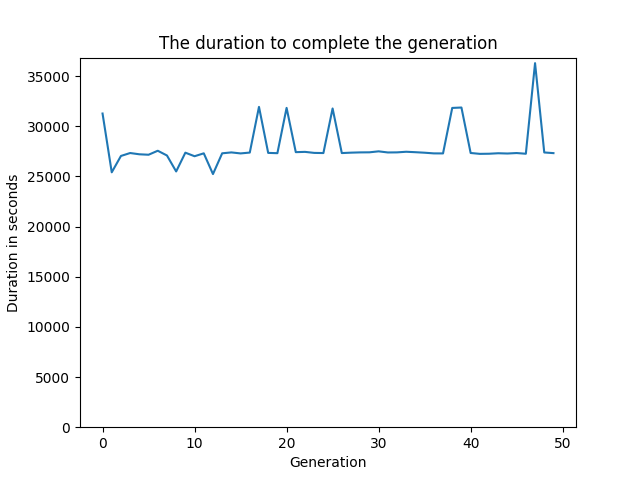 The duration to complete the generation
35000
30000
25000
20000
15000
10000
5000
0
Duration in seconds
0 10 20 30 40 50
Generation